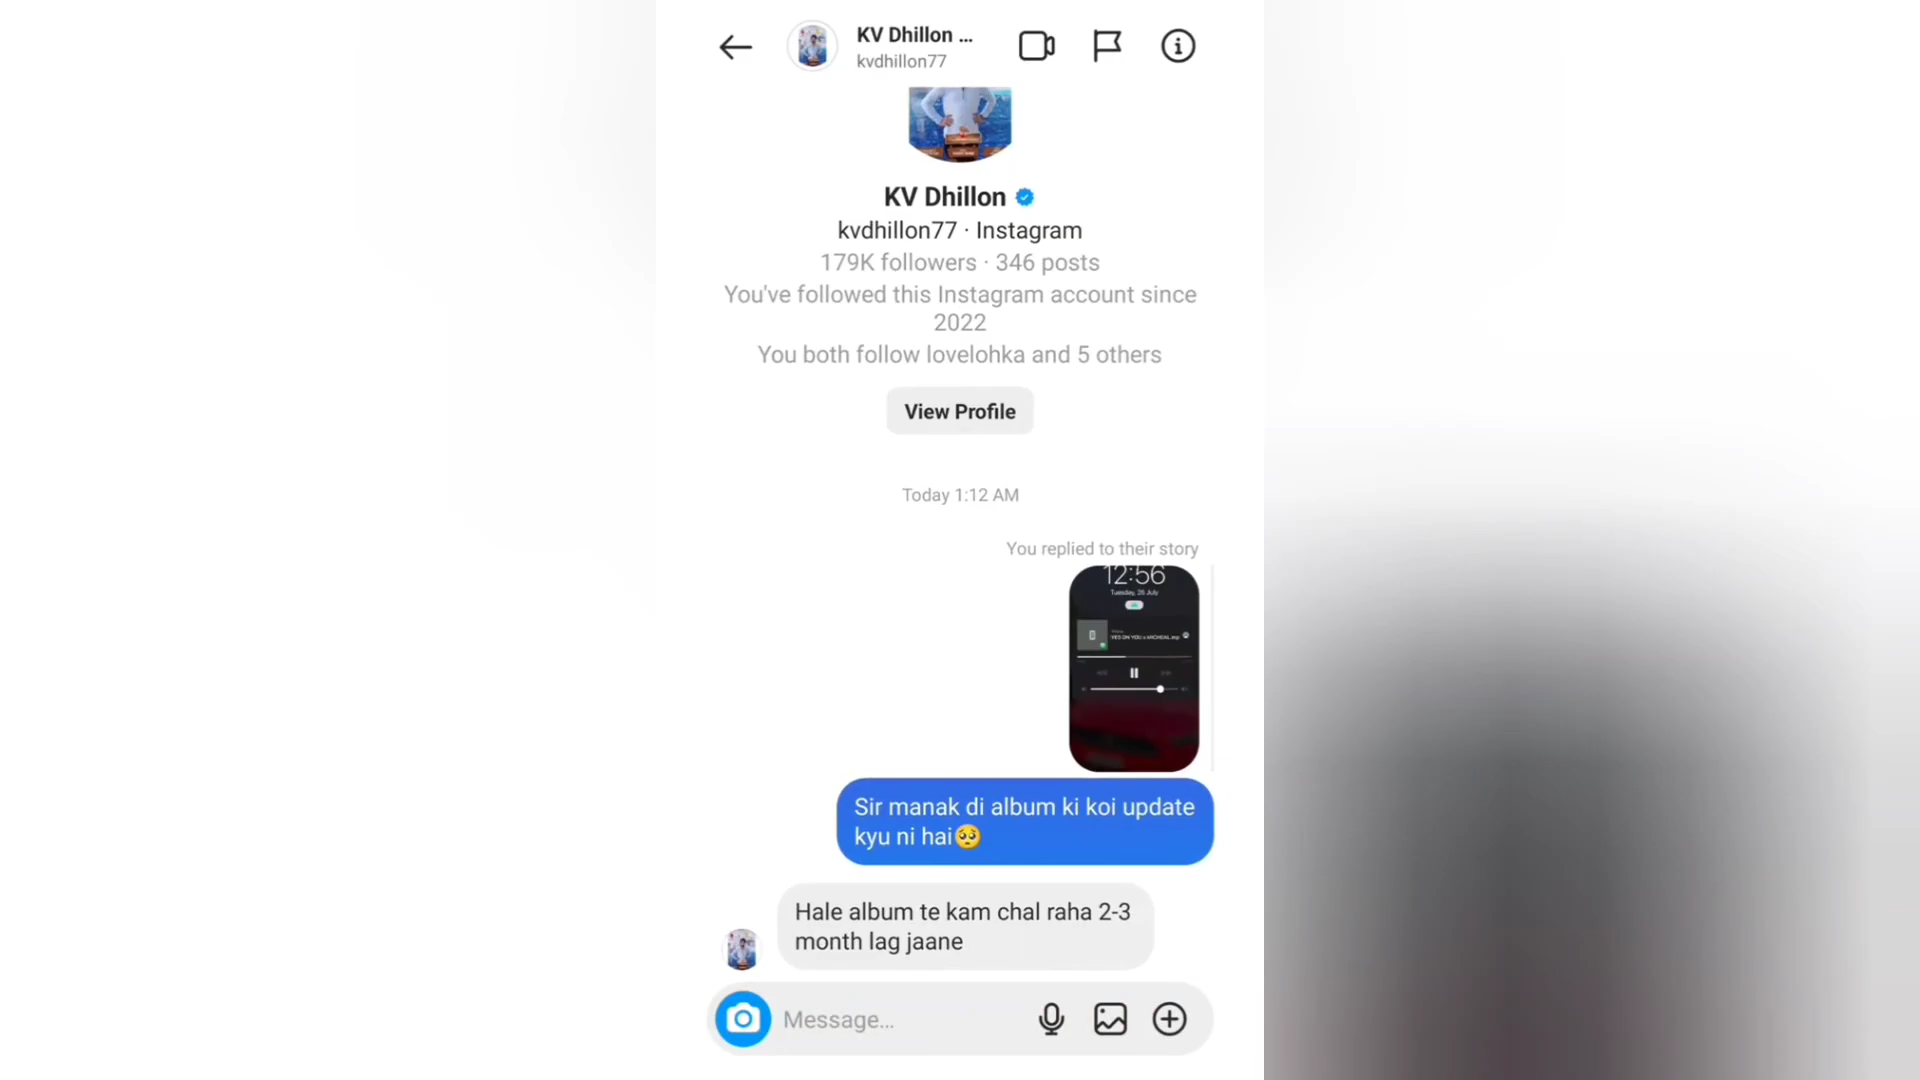 KV Dhillon ...
kvdhillon77
KV Dhillon
kvdhillon77 · Instagram
179K followers · 346 posts
You've followed this Instagram account since
2022
You both follow lovelohka and 5 others
View Profile
Today 1:12 AM
You replied to their story
12:56
Tuesday, 26 July
Sir manak di album ki koi update
kyu ni hai🥺
Hale album te kam chal raha 2-3
month lag jaane
Message...